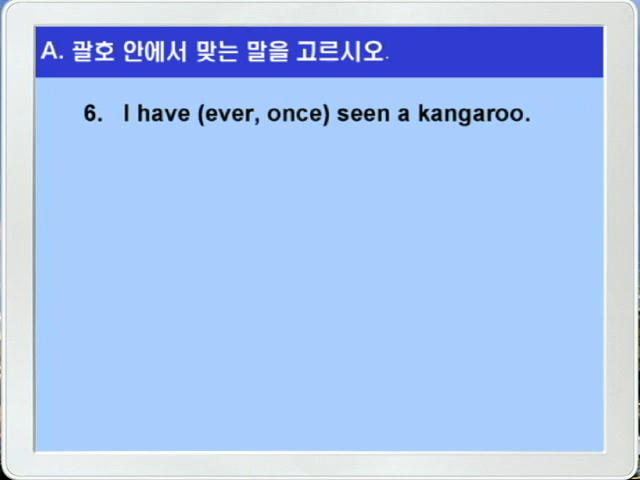 A. 괄호 안에서 맞는 말을 고르시오.
6. I have (ever, once) seen a kangaroo.